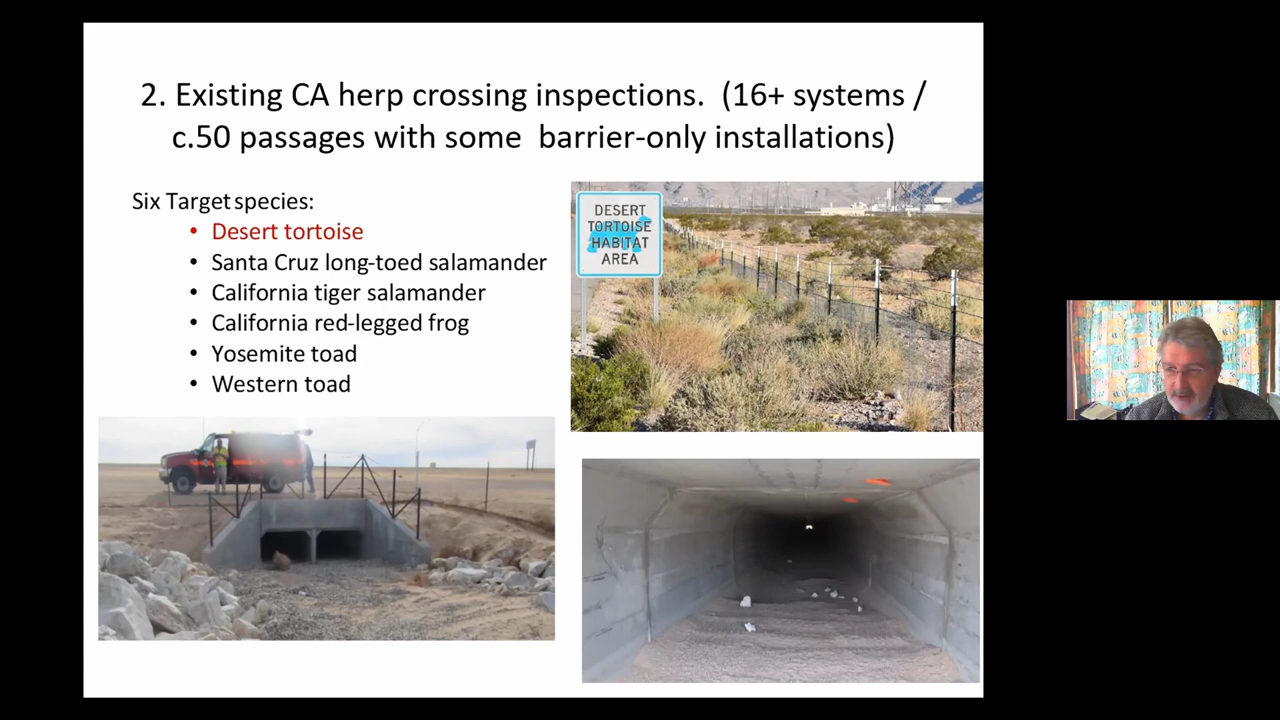 2. Existing CA herp crossing inspections. (16+ systems /
c.50 passages with some barrier-only installations)
Six Target species:
• Desert tortoise
• Santa Cruz long-toed salamander
• California tiger salamander
• California red-legged frog
• Yosemite toad
• Western toad
DESERT
TORTOISE
HABITAT
AREA